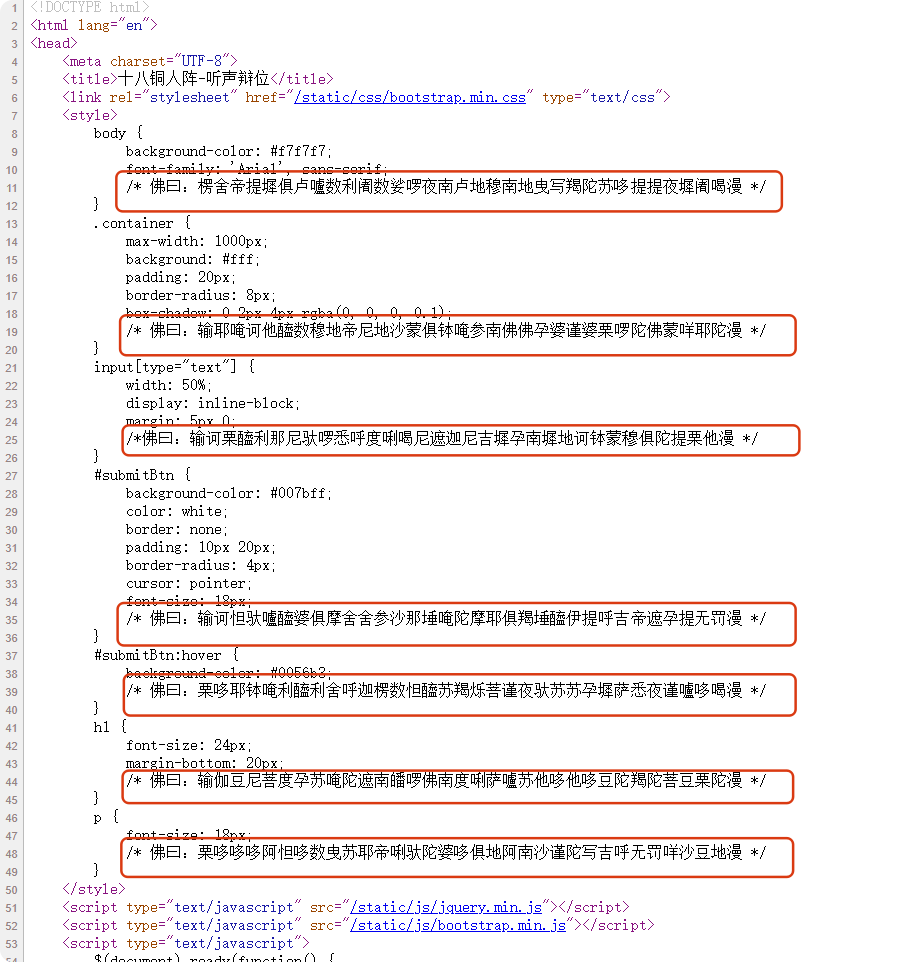 1 <!DOCTYPE html>
2 <html lang="en">
3 <head>
4 <meta charset="UTF-8">
5 <title>十八铜人阵-听声辩位</title>
6 <link rel="stylesheet" href="/static/css/bootstrap.min.css" type="text/css">
7 <style>
8 body {
9 background-color: #f7f7f7;
10 font-family: 'Arial', sans-serif;
11 /* 佛曰：楞舍帝提墀俱卢嚧数利阇数娑啰夜南卢地穆南地曳写羯陀苏哆提提夜墀阇喝漫 */
12 }
13 .container {
14 max-width: 1000px;
15 background: #fff;
16 padding: 20px;
17 border-radius: 8px;
18 box-shadow: 0 2px 4px rgba(0, 0, 0, 0.1);
19 /* 佛曰：输耶唵诃他醯数穆地帝尼地沙蒙俱钵唵参南佛佛孕婆谨婆栗啰陀佛蒙咩耶陀漫 */
20 }
21 input[type="text"] {
22 width: 50%;
23 display: inline-block;
24 margin: 5px 0;
25 /*佛曰：输诃栗醯利那尼驮啰悉呼度唎喝尼遮迦尼吉墀孕南墀地诃钵蒙穆俱陀提栗他漫 */
26 }
27 #submitBtn {
28 background-color: #007bff;
29 color: white;
30 border: none;
31 padding: 10px 20px;
32 border-radius: 4px;
33 cursor: pointer;
34 font-size: 18px;
35 /* 佛曰：输诃怛驮嚧醯婆俱摩舍舍参沙那埵唵陀摩耶俱羯埵醯伊提呼吉帝遮孕提无罚漫 */
36 }
37 #submitBtn:hover {
38 background-color: #0056b3;
39 /* 佛曰：栗哆耶钵唵利醯利舍呼迦楞数怛醯苏羯烁菩谨夜驮苏苏孕墀萨悉夜谨嚧哆喝漫 */
40 }
41 h1 {
42 font-size: 24px;
43 margin-bottom: 20px;
44 /* 佛曰：输伽豆尼菩度孕苏唵陀遮南皤啰佛南度唎萨嚧苏他哆他哆豆陀羯陀菩豆栗陀漫 */
45 }
46 p {
47 font-size: 18px;
48 /* 佛曰：栗哆哆哆阿怛哆数曳苏耶帝唎驮陀婆哆俱地阿南沙谨陀写吉呼无罚咩沙豆地漫 */
49 }
50 </style>
51 <script type="text/javascript" src="/static/js/jquery.min.js"></script>
52 <script type="text/javascript" src="/static/js/bootstrap.min.js"></script>
53 <script type="text/javascript">
54 $(document).ready(function() {